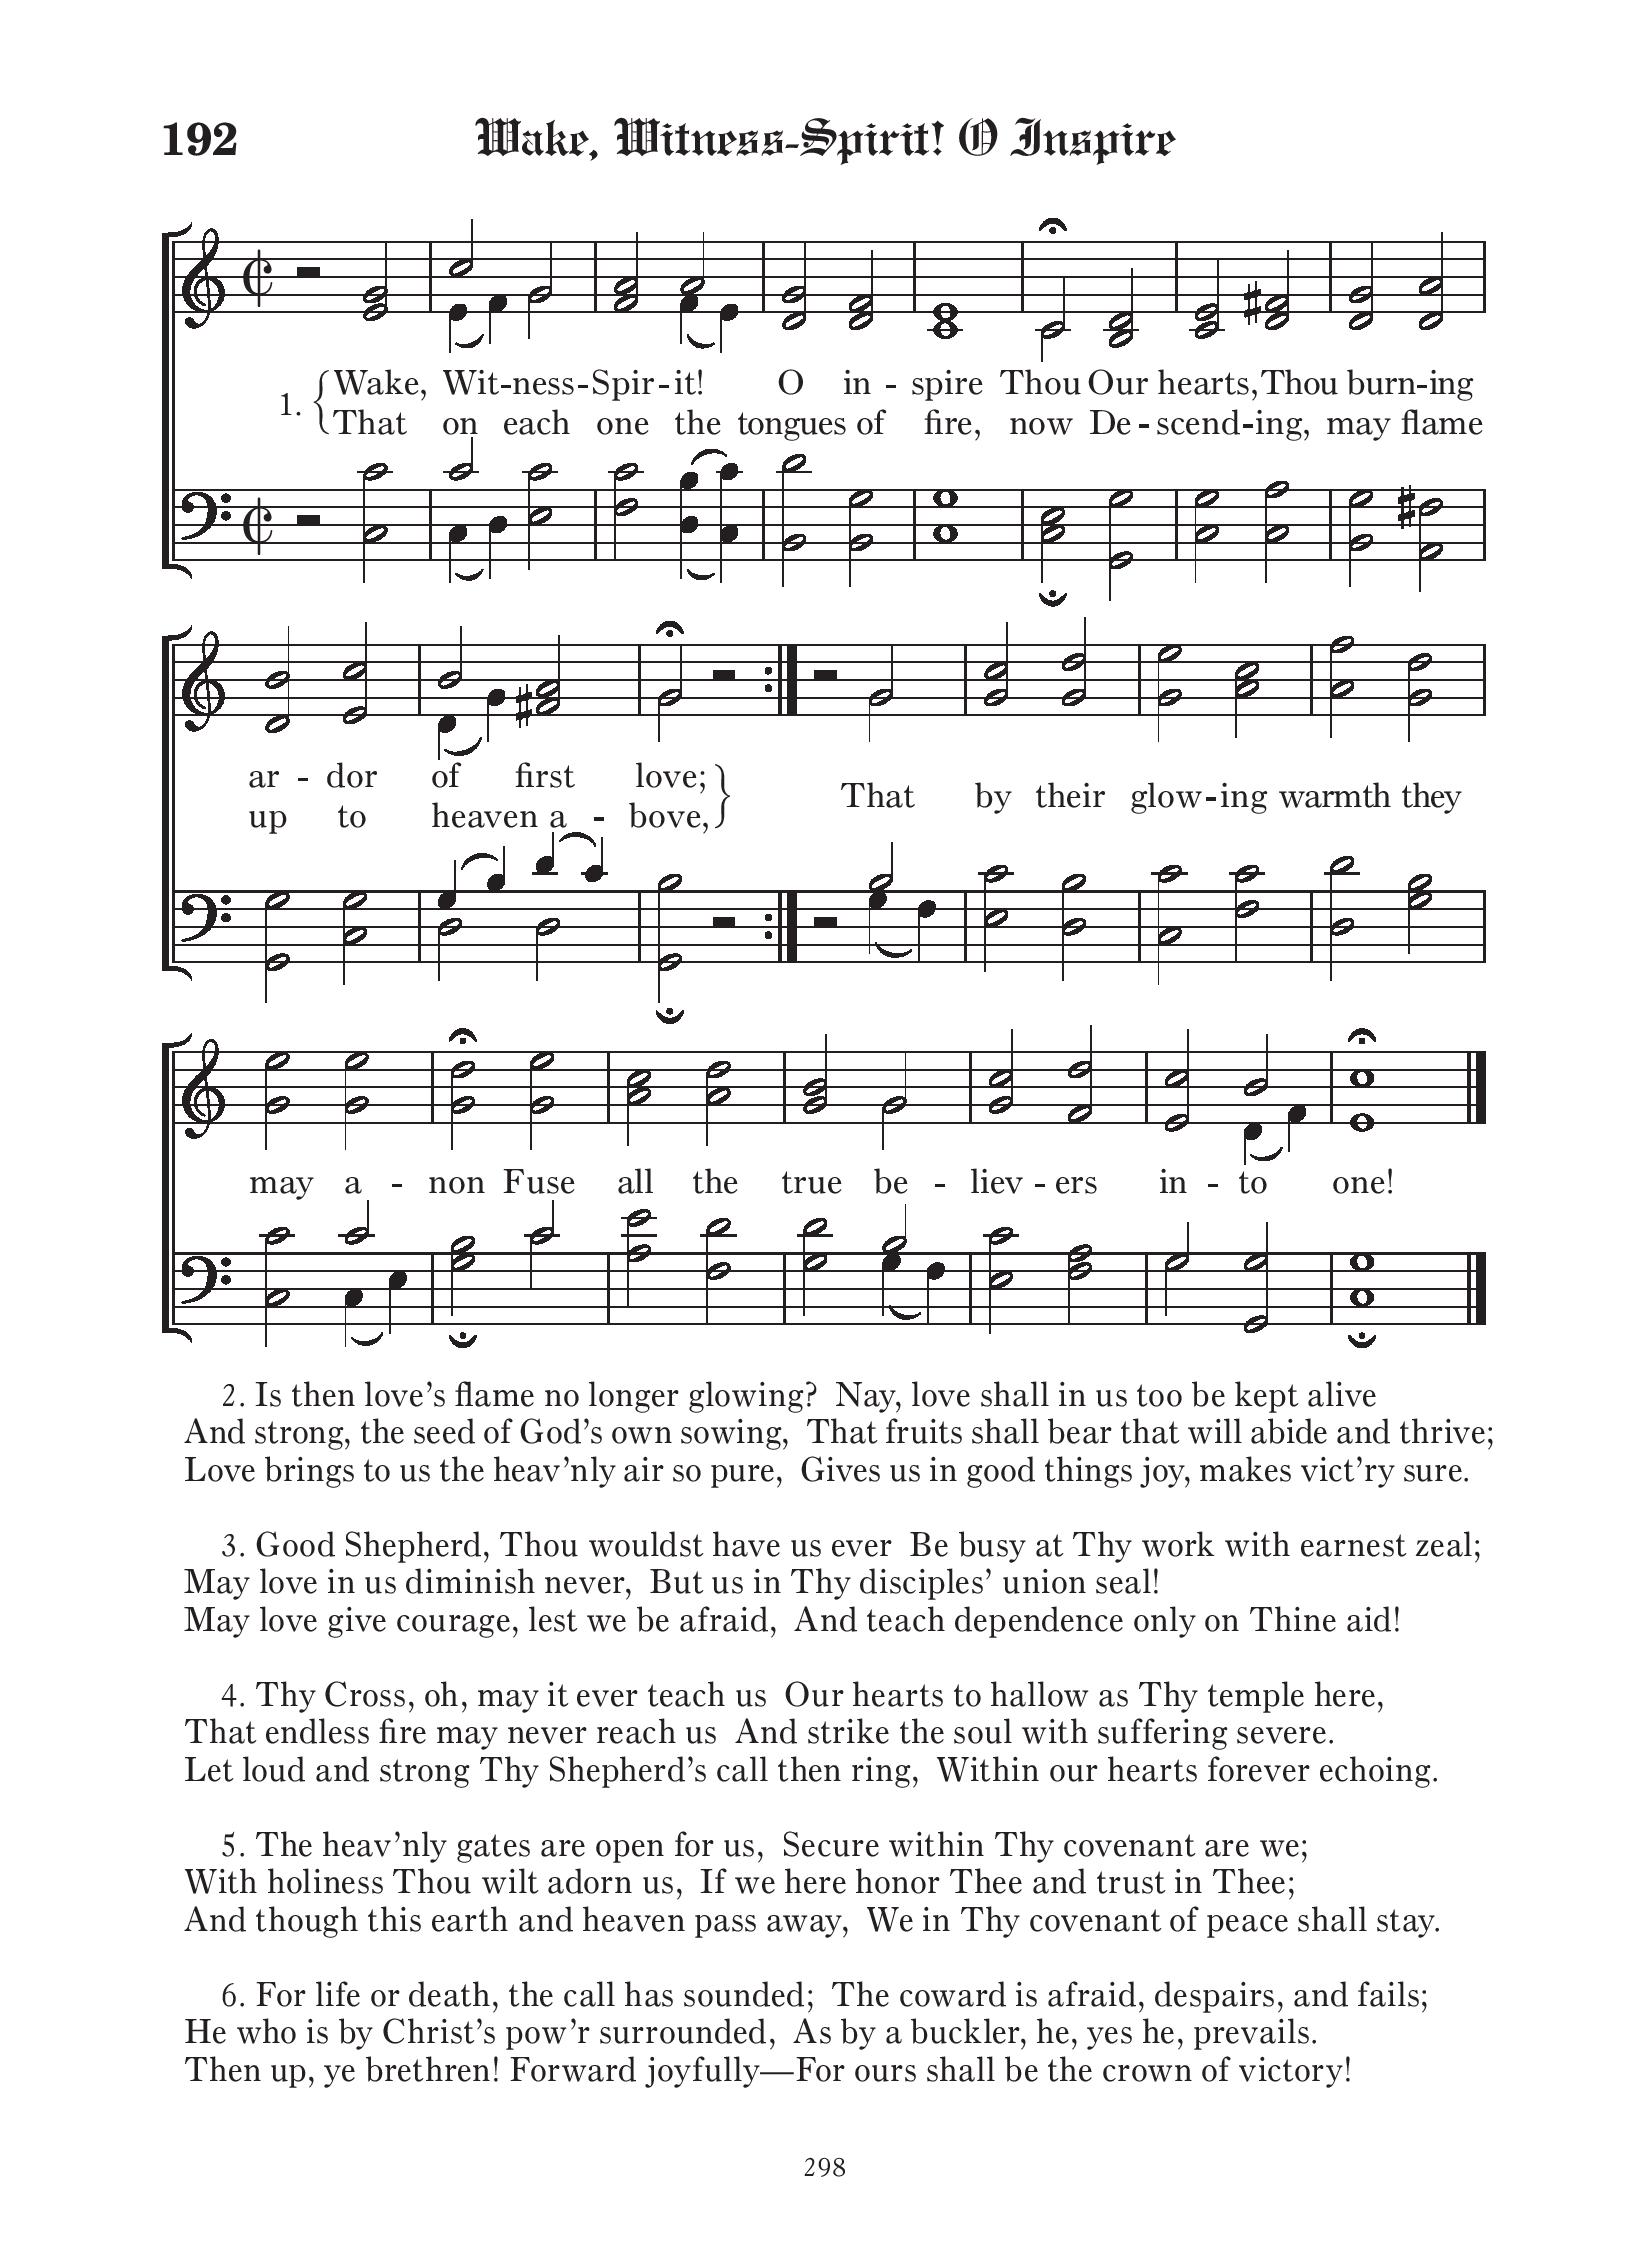 192 Wake, Witness-Spirit! O Inspire
1. Wake, Wit-ness-Spir-it! O in-spire Thou Our hearts, Thou burn-ing
That on each one the tongues of fire, now De-scend-ing, may flame
ar-dor of first love;
up to heaven a-bove,
That by their glow-ing warmth they
may a-non Fuse all the true be-liev-ers in-to one!
2. Is then love’s flame no longer glowing? Nay, love shall in us too be kept alive
And strong, the seed of God’s own sowing, That fruits shall bear that will abide and thrive;
Love brings to us the heav’nly air so pure, Gives us in good things joy, makes vict’ry sure.
3. Good Shepherd, Thou wouldst have us ever Be busy at Thy work with earnest zeal;
May love in us diminish never, But us in Thy disciples’ union seal!
May love give courage, lest we be afraid, And teach dependence only on Thine aid!
4. Thy Cross, oh, may it ever teach us Our hearts to hallow as Thy temple here,
That endless fire may never reach us And strike the soul with suffering severe.
Let loud and strong Thy Shepherd’s call then ring, Within our hearts forever echoing.
5. The heav’nly gates are open for us, Secure within Thy covenant are we;
With holiness Thou wilt adorn us, If we here honor Thee and trust in Thee;
And though this earth and heaven pass away, We in Thy covenant of peace shall stay.
6. For life or death, the call has sounded; The coward is afraid, despairs, and fails;
He who is by Christ’s pow’r surrounded, As by a buckler, he, yes he, prevails.
Then up, ye brethren! Forward joyfully—For ours shall be the crown of victory!
298